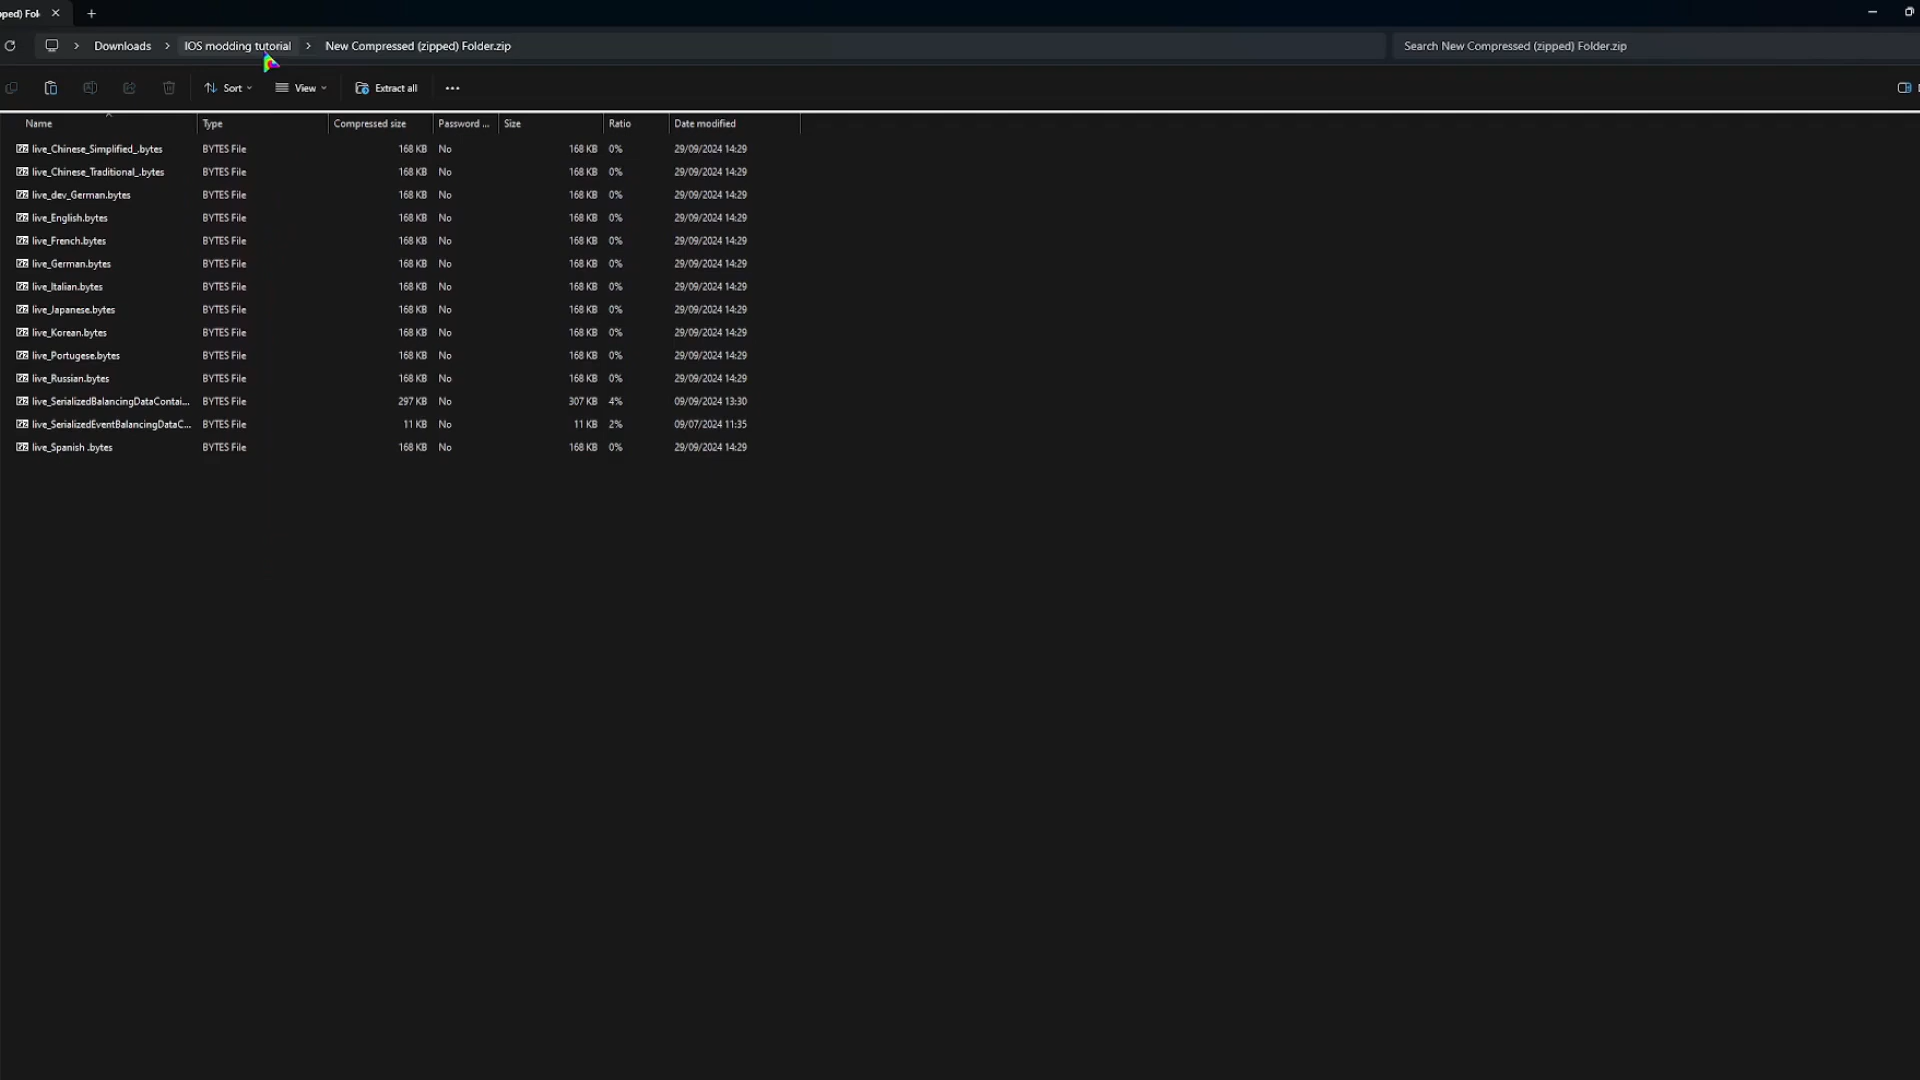 pped) Fol
Downloads > IOS modding tutorial > New Compressed (zipped) Folder.zip Search New Compressed (zipped) Folder.zip
Sort View Extract all ...
Name Type Compressed size Password ... Size Ratio Date modified
live_Chinese_Simplified_.bytes BYTES File 168 KB No 168 KB 0% 29/09/2024 14:29
live_Chinese_Traditional_.bytes BYTES File 168 KB No 168 KB 0% 29/09/2024 14:29
live_dev_German.bytes BYTES File 168 KB No 168 KB 0% 29/09/2024 14:29
live_English.bytes BYTES File 168 KB No 168 KB 0% 29/09/2024 14:29
live_French.bytes BYTES File 168 KB No 168 KB 0% 29/09/2024 14:29
live_German.bytes BYTES File 168 KB No 168 KB 0% 29/09/2024 14:29
live_Italian.bytes BYTES File 168 KB No 168 KB 0% 29/09/2024 14:29
live_Japanese.bytes BYTES File 168 KB No 168 KB 0% 29/09/2024 14:29
live_Korean.bytes BYTES File 168 KB No 168 KB 0% 29/09/2024 14:29
live_Portugese.bytes BYTES File 168 KB No 168 KB 0% 29/09/2024 14:29
live_Russian.bytes BYTES File 168 KB No 168 KB 0% 29/09/2024 14:29
live_SerializedBalancingDataContai... BYTES File 297 KB No 307 KB 4% 09/09/2024 13:30
live_SerializedEventBalancingDataC... BYTES File 11 KB No 11 KB 2% 09/07/2024 11:35
live_Spanish .bytes BYTES File 168 KB No 168 KB 0% 29/09/2024 14:29